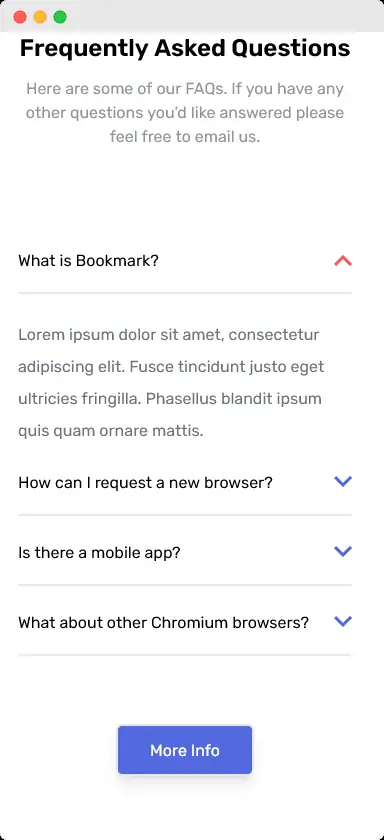 Frequently Asked Questions
Here are some of our FAQs. If you have any
other questions you'd like answered please
feel free to email us.
What is Bookmark?
Lorem ipsum dolor sit amet, consectetur
adipiscing elit. Fusce tincidunt justo eget
ultricies fringilla. Phasellus blandit ipsum
quis quam ornare mattis.
How can I request a new browser?
Is there a mobile app?
What about other Chromium browsers?
More Info